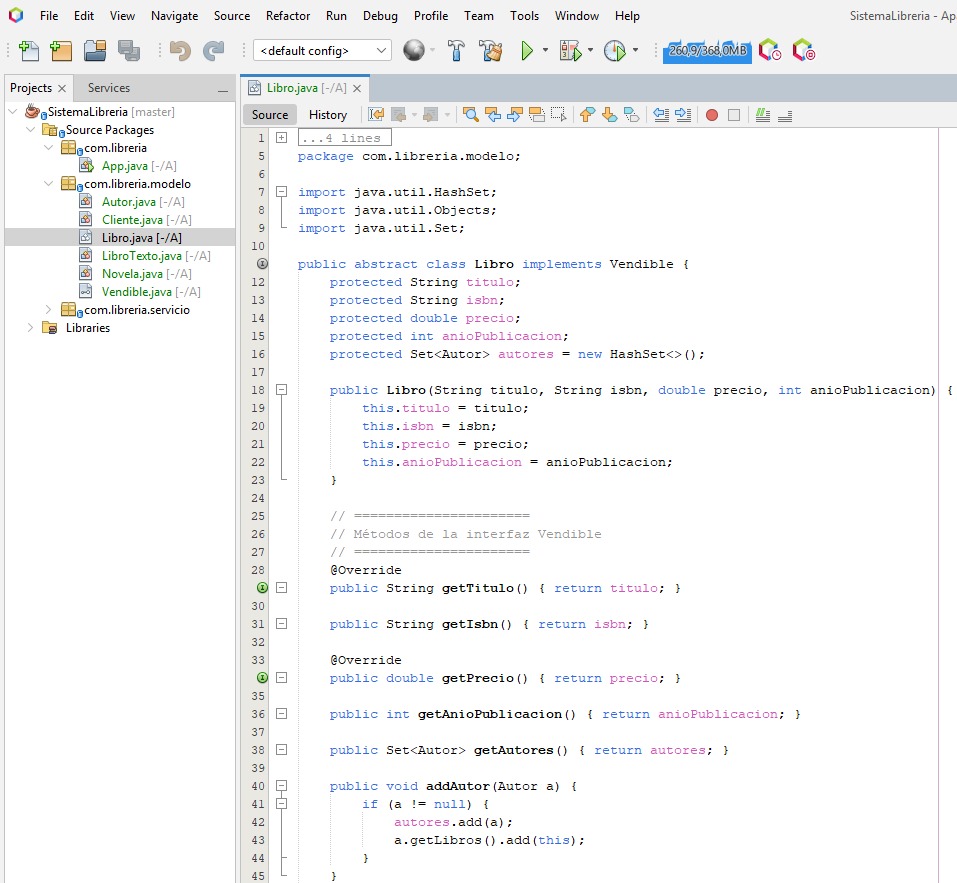 File Edit View Navigate Source Refactor Run Debug Profile Team Tools Window Help SistemaLibreria - Apa
<default config> 260,9/368,0MB
Projects Services
SistemaLibreria [master]
Source Packages
com.libreria
App.java [-/A]
com.libreria.modelo
Autor.java [-/A]
Cliente.java [-/A]
Libro.java [-/A]
LibroTexto.java [-/A]
Novela.java [-/A]
Vendible.java [-/A]
com.libreria.servicio
Libraries
Libro.java [-/A]
Source History
1 ...4 lines
5 package com.libreria.modelo;
6
7 import java.util.HashSet;
8 import java.util.Objects;
9 import java.util.Set;
10
public abstract class Libro implements Vendible {
12 protected String titulo;
13 protected String isbn;
14 protected double precio;
15 protected int anioPublicacion;
16 protected Set<Autor> autores = new HashSet<>();
17
18 public Libro(String titulo, String isbn, double precio, int anioPublicacion) {
19 this.titulo = titulo;
20 this.isbn = isbn;
21 this.precio = precio;
22 this.anioPublicacion = anioPublicacion;
23 }
24
25 // ======================
26 // Métodos de la interfaz Vendible
27 // ======================
28 @Override
public String getTitulo() { return titulo; }
30
31 public String getIsbn() { return isbn; }
32
33 @Override
public double getPrecio() { return precio; }
35
36 public int getAnioPublicacion() { return anioPublicacion; }
37
38 public Set<Autor> getAutores() { return autores; }
39
40 public void addAutor(Autor a) {
41 if (a != null) {
42 autores.add(a);
43 a.getLibros().add(this);
44 }
45 }